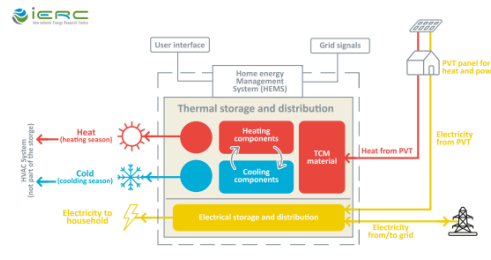 iERC
International Energy Research Centre
User interface
Grid signals
Home energy
Management
System (HEMS)
PVT panel for
heat and pow
Thermal storage and distribution
HVAC System
(not part of the storge)
Heat
(heating season)
Heating
components
TCM
material
Heat from PVT
Electricity
from PVT
Cold
(coolding season)
Cooling
components
Electricity to
household
Electrical storage and distribution
Electricity
from/to grid